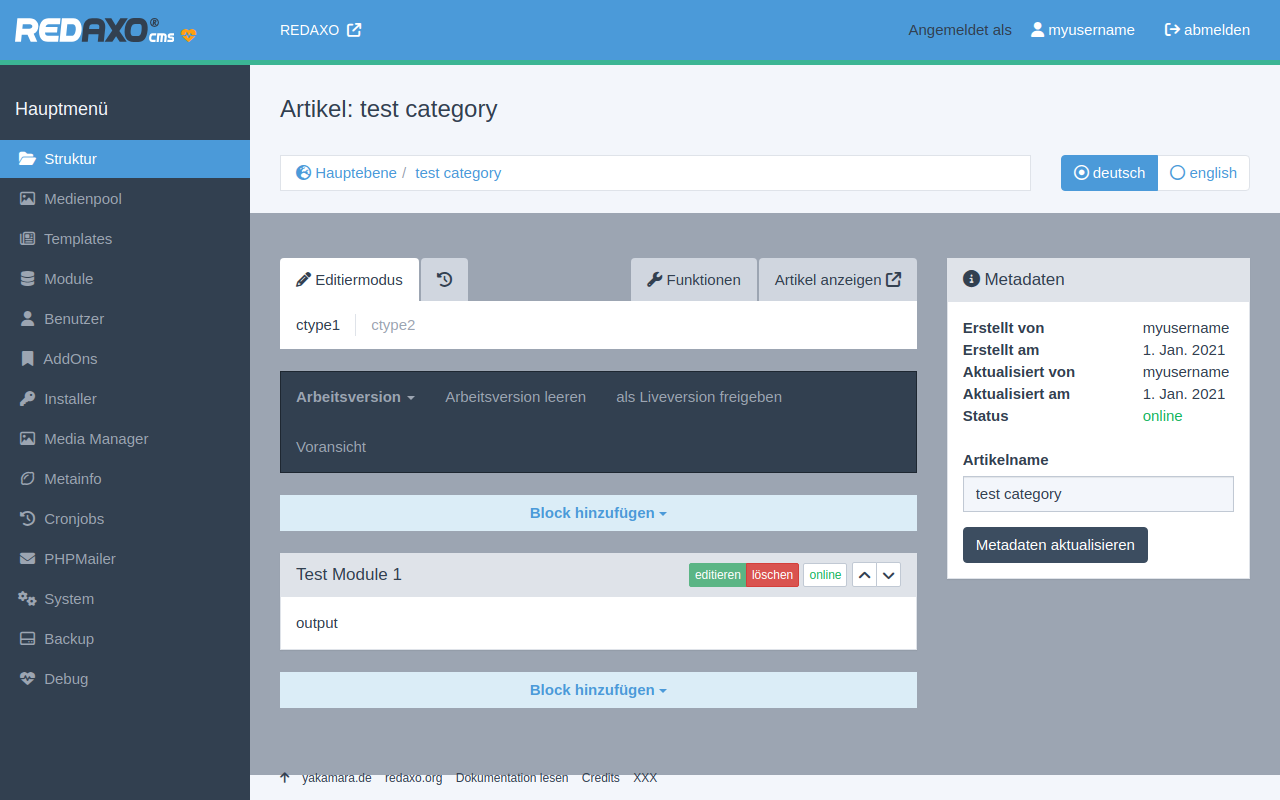 REDAXO® cms
REDAXO
Angemeldet als myusername abmelden
Hauptmenü
Struktur
Medienpool
Templates
Module
Benutzer
AddOns
Installer
Media Manager
Metainfo
Cronjobs
PHPMailer
System
Backup
Debug
Artikel: test category
Hauptebene / test category
deutsch english
Editiermodus Funktionen Artikel anzeigen
ctype1 ctype2
Arbeitsversion Arbeitsversion leeren als Liveversion freigeben
Voransicht
Block hinzufügen
Test Module 1 editieren löschen online
output
Block hinzufügen
Metadaten
Erstellt von myusername
Erstellt am 1. Jan. 2021
Aktualisiert von myusername
Aktualisiert am 1. Jan. 2021
Status online
Artikelname
test category
Metadaten aktualisieren
yakamara.de redaxo.org Dokumentation lesen Credits XXX